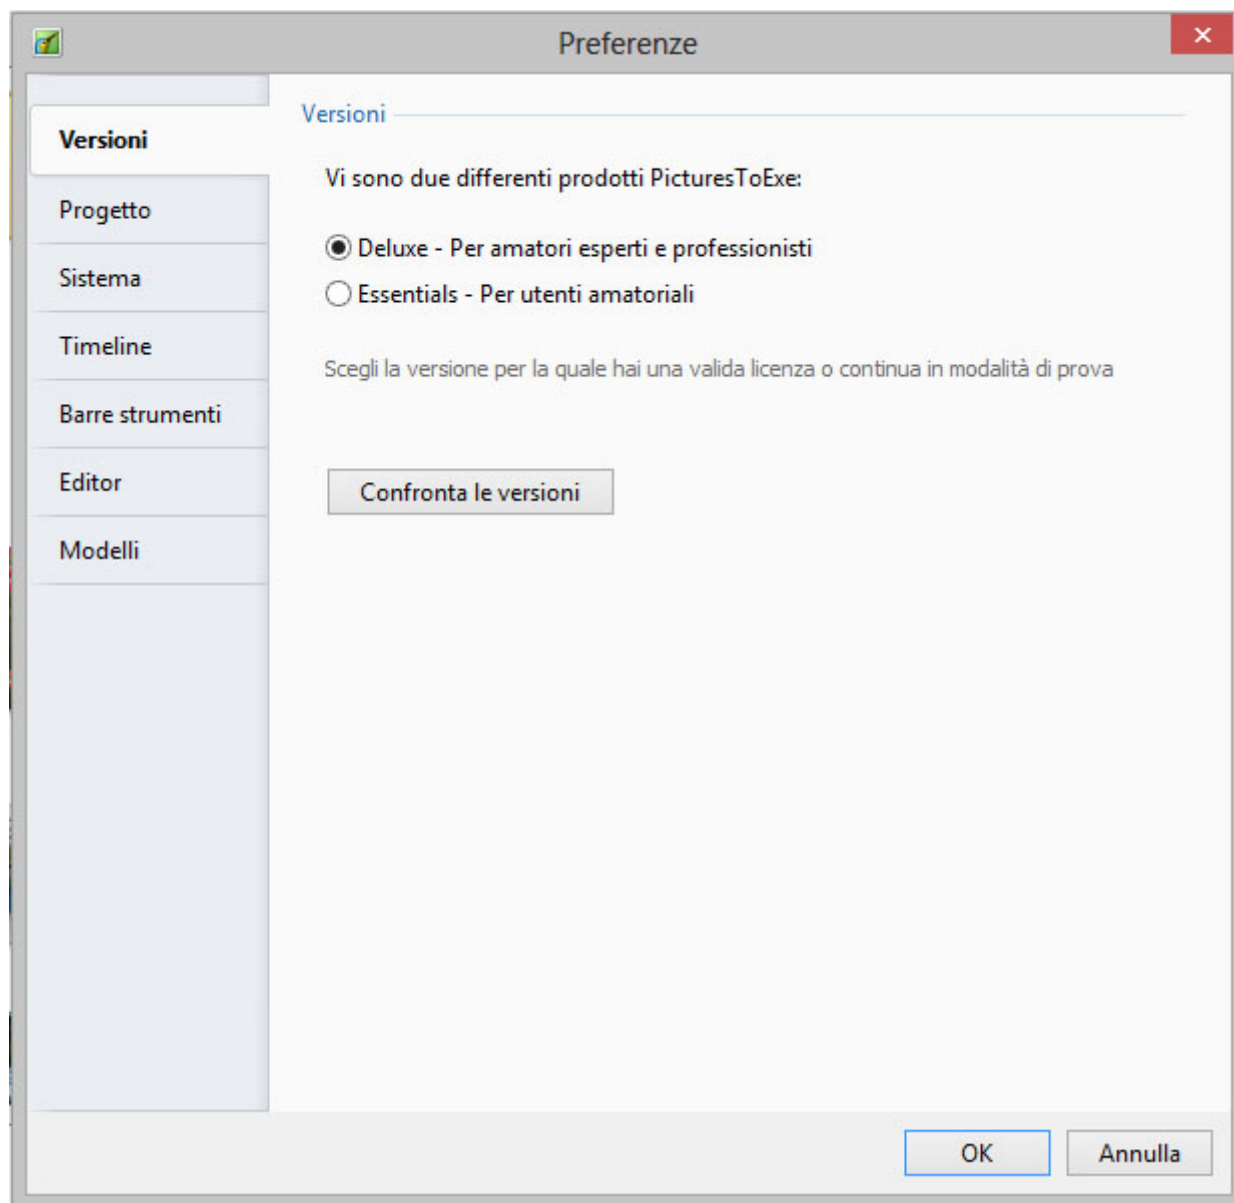 Preferenze
Versioni
Progetto
Sistema
Timeline
Barre strumenti
Editor
Modelli
Versioni
Vi sono due differenti prodotti PicturesToExe:
Deluxe - Per amatori esperti e professionisti
Essentials - Per utenti amatoriali
Scegli la versione per la quale hai una valida licenza o continua in modalità di prova
Confronta le versioni
OK
Annulla